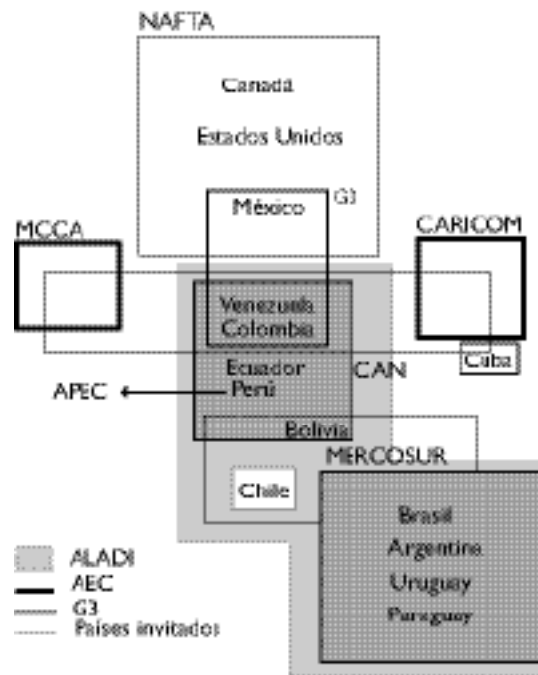 NAFTA
Canadá
Estados Unidos
México
G3
MCCA
CARICOM
Venezuela
Colombia
Cuba
Ecuador
CAN
APEC
Perú
Bolivia
MERCOSUR
Chile
Brasil
Argentina
Uruguay
Paraguay
ALADI
AEC
G3
Países invitados